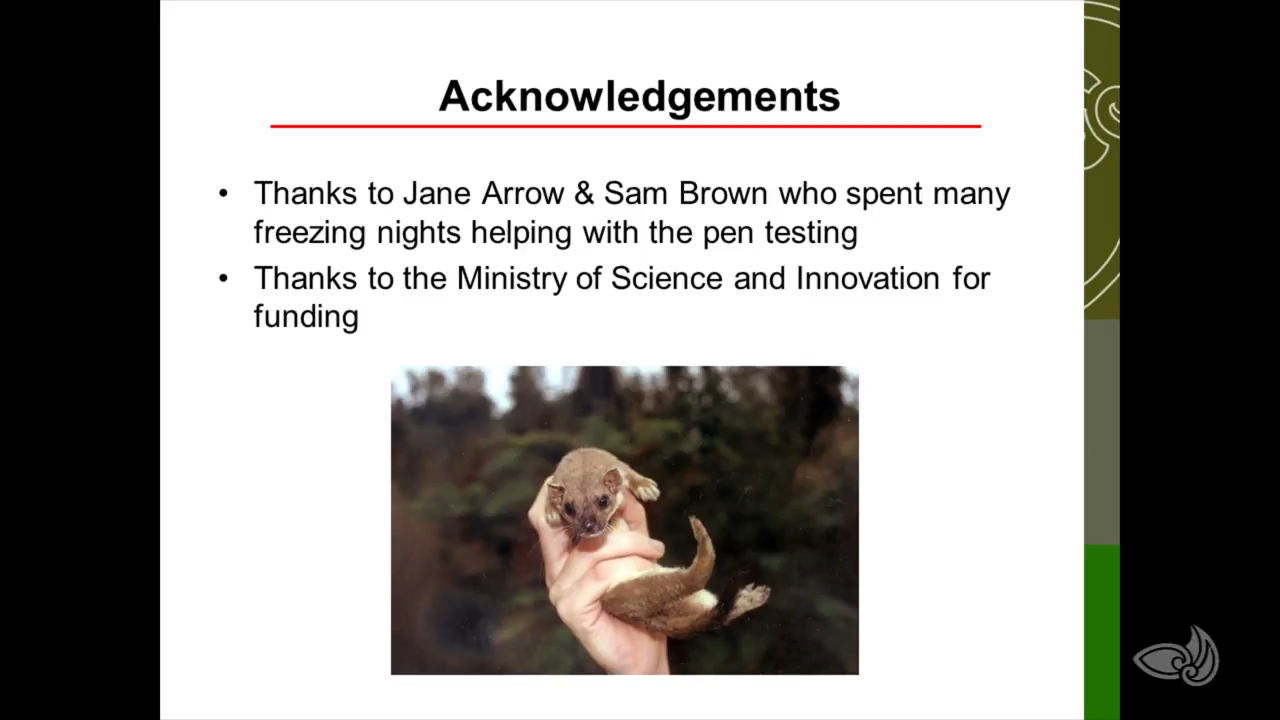 Acknowledgements
• Thanks to Jane Arrow & Sam Brown who spent many
freezing nights helping with the pen testing
• Thanks to the Ministry of Science and Innovation for
funding